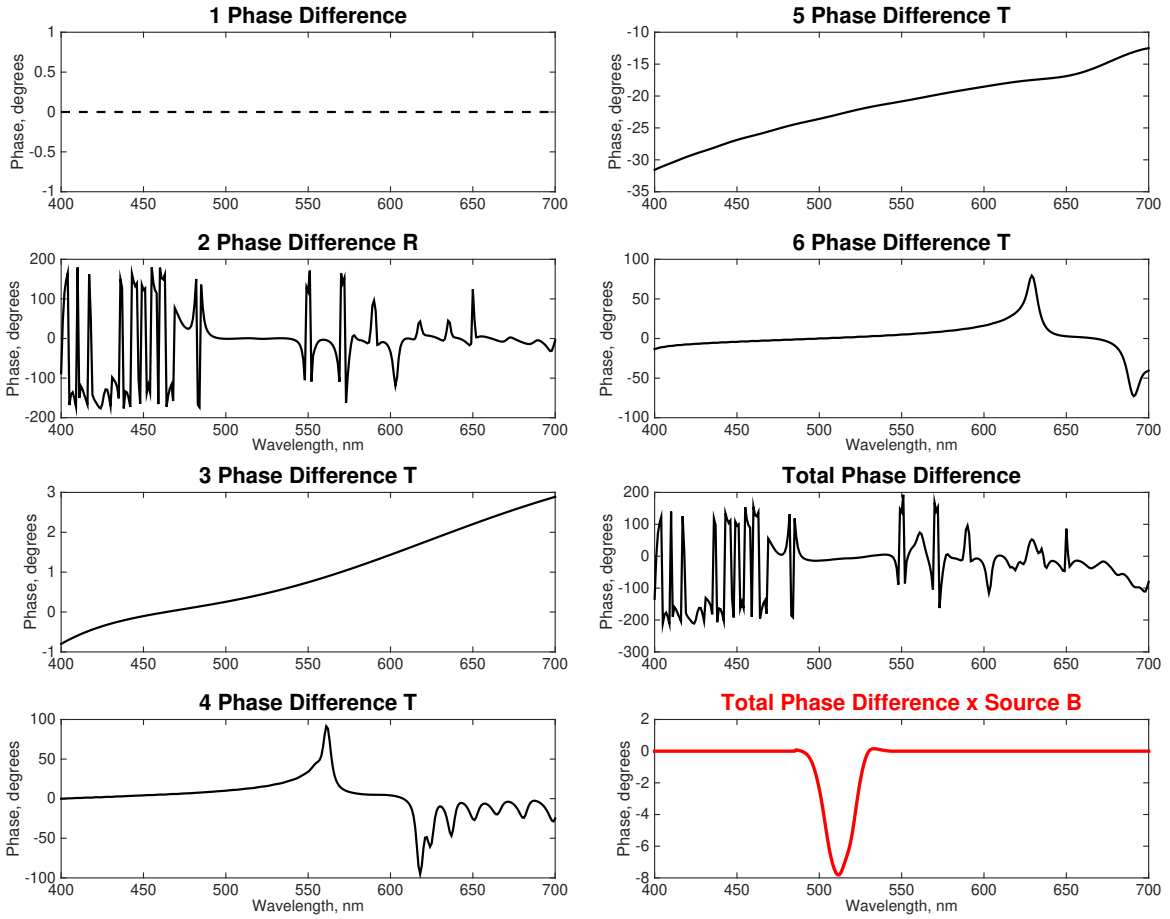 1 Phase Difference
Phase, degrees
1
0.5
0
-0.5
-1
400 450 500 550 600 650 700
2 Phase Difference R
Phase, degrees
200
100
0
-100
-200
400 450 500 550 600 650 700
Wavelength, nm
3 Phase Difference T
Phase, degrees
3
2
1
0
-1
400 450 500 550 600 650 700
4 Phase Difference T
Phase, degrees
100
50
0
-50
-100
400 450 500 550 600 650 700
Wavelength, nm
5 Phase Difference T
Phase, degrees
-10
-15
-20
-25
-30
-35
400 450 500 550 600 650 700
6 Phase Difference T
Phase, degrees
100
50
0
-50
-100
400 450 500 550 600 650 700
Wavelength, nm
Total Phase Difference
Phase, degrees
200
100
0
-100
-200
-300
400 450 500 550 600 650 700
Total Phase Difference x Source B
Phase, degrees
2
0
-2
-4
-6
-8
400 450 500 550 600 650 700
Wavelength, nm